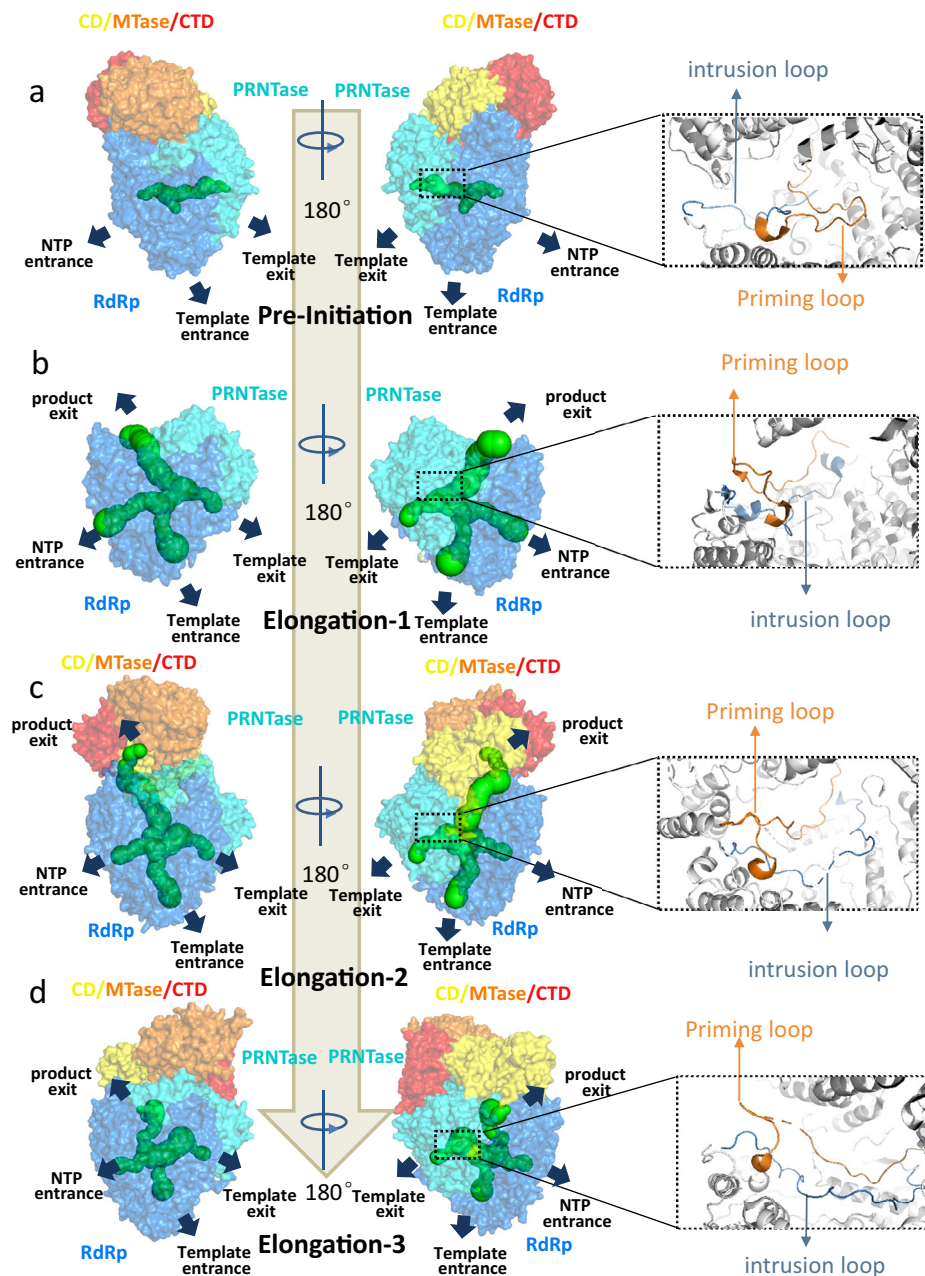 CD/MTase/CTD
CD/MTase/CTD
a
PRNTase
PRNTase
intrusion loop
180°
NTP
entrance
Template
exit
Template
exit
NTP
entrance
RdRp
RdRp
Template
entrance
Pre-Initiation
Template
entrance
Priming loop
b
product
exit
PRNTase
PRNTase
product
exit
Priming loop
180°
NTP
entrance
Template
exit
Template
exit
NTP
entrance
RdRp
RdRp
Template
entrance
Elongation-1
Template
entrance
intrusion loop
CD/MTase/CTD
CD/MTase/CTD
c
product
exit
PRNTase
PRNTase
product
exit
Priming loop
180°
NTP
entrance
Template
exit
Template
exit
NTP
entrance
RdRp
RdRp
Template
entrance
Template
entrance
Elongation-2
intrusion loop
CD/MTase/CTD
CD/MTase/CTD
d
product
exit
PRNTase
PRNTase
product
exit
Priming loop
NTP
entrance
180°
Template
exit
Template
exit
NTP
entrance
RdRp
RdRp
Template
entrance
Elongation-3
Template
entrance
intrusion loop